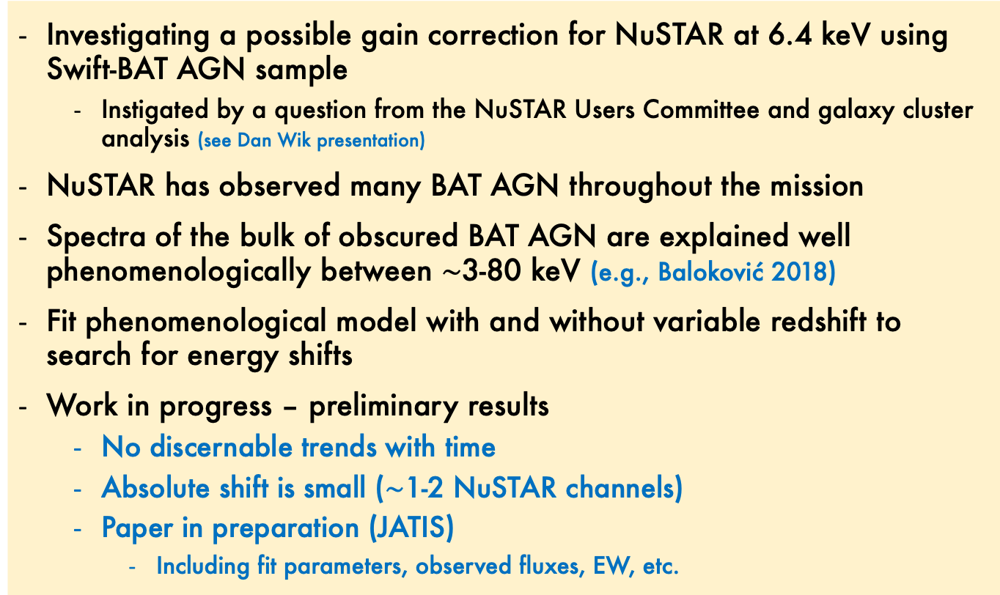 - Investigating a possible gain correction for NuSTAR at 6.4 keV using
Swift-BAT AGN sample
- Instigated by a question from the NuSTAR Users Committee and galaxy cluster
analysis (see Dan Wik presentation)
- NuSTAR has observed many BAT AGN throughout the mission
- Spectra of the bulk of obscured BAT AGN are explained well
phenomenologically between ~3-80 keV (e.g., Baloković 2018)
- Fit phenomenological model with and without variable redshift to
search for energy shifts
- Work in progress – preliminary results
- No discernable trends with time
- Absolute shift is small (~1-2 NuSTAR channels)
- Paper in preparation (JATIS)
- Including fit parameters, observed fluxes, EW, etc.